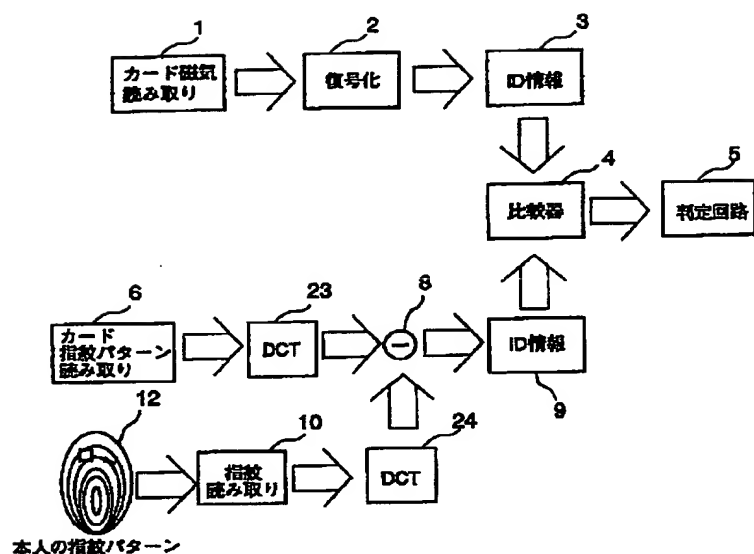 1
2
3
カード磁気
読み取り
復号化
ID情報
4
5
比較器
判定回路
6
23
8
カード
指紋パターン
読み取り
DCT
−
ID情報
9
12
10
24
指紋
読み取り
DCT
本人の指紋パターン